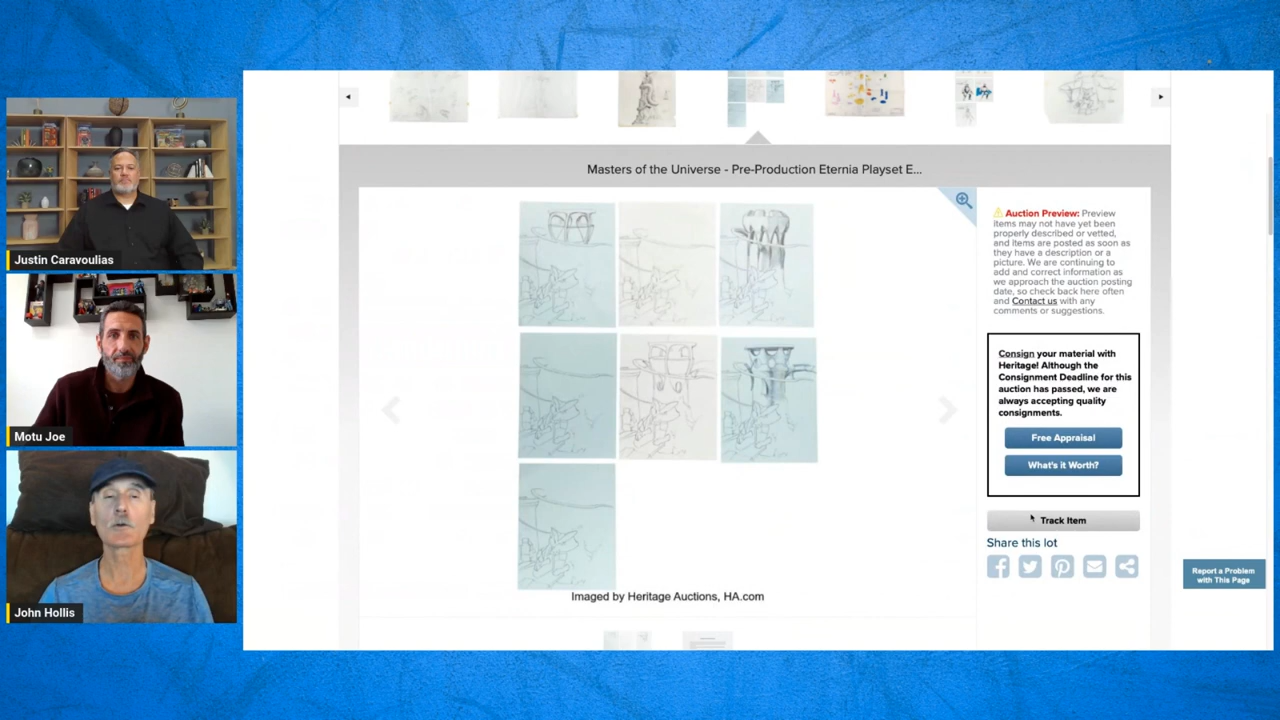 Justin Caravoulias
Motu Joe
John Hollis
Masters of the Universe - Pre-Production Eternia Playset E...
Auction Preview: Preview
items may not have yet been
properly described or vetted,
and items are posted as soon as
they have a description or a
picture. We are continuing to
add and correct information as
we approach the auction posting
date, so check back here often
and Contact us with any
comments or suggestions.
Consign your material with
Heritage! Although the
Consignment Deadline for this
auction has passed, we are
always accepting quality
consignments.
Free Appraisal
What's it Worth?
Track Item
Share this lot
Imaged by Heritage Auctions, HA.com
Report a Problem
with This Page